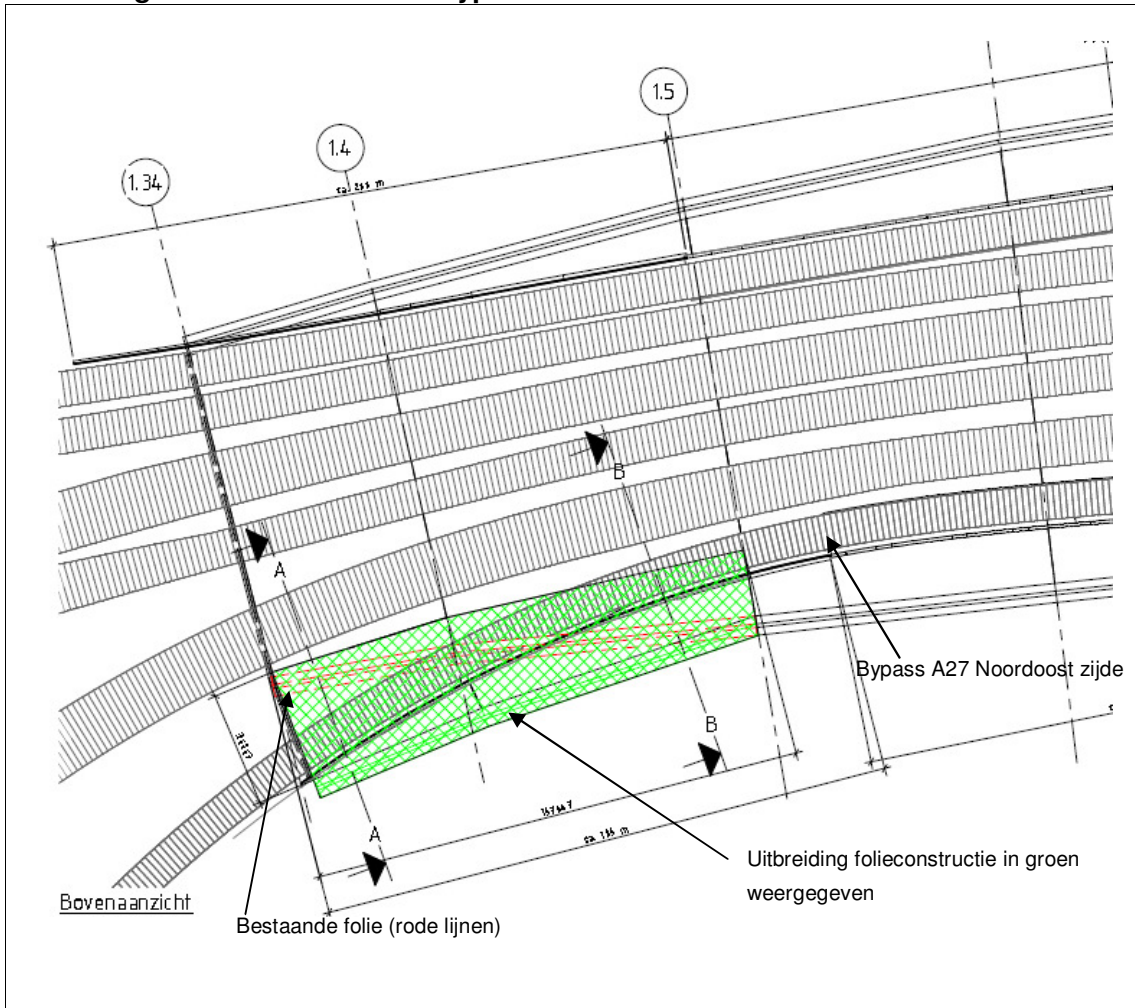 1.5
1.4
1.34
B
A
Bypass A27 Noordoost zijde
B
A
Uitbreiding folieconstructie in groen
weergegeven
Bovenaanzicht
Bestaande folie (rode lijnen)